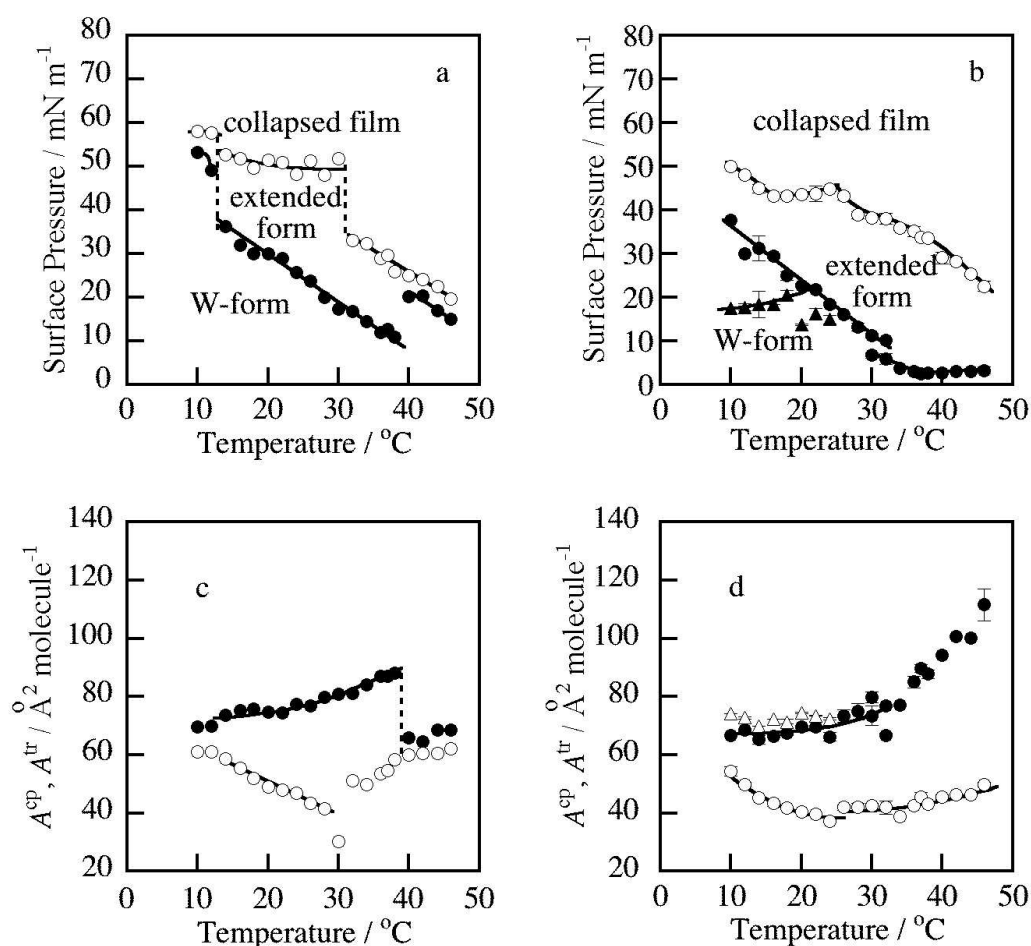 80
70
60
50
40
30
20
10
0
Surface Pressure / mN m⁻¹
a
collapsed film
extended
form
W-form
0 10 20 30 40 50
Temperature / °C
80
70
60
50
40
30
20
10
0
Surface Pressure / mN m⁻¹
b
collapsed film
extended
form
W-form
0 10 20 30 40 50
Temperature / °C
140
120
100
80
60
40
20
A^cp, A^tr / Å² molecule⁻¹
c
0 10 20 30 40 50
Temperature / °C
140
120
100
80
60
40
20
A^cp, A^tr / Å² molecule⁻¹
d
0 10 20 30 40 50
Temperature / °C